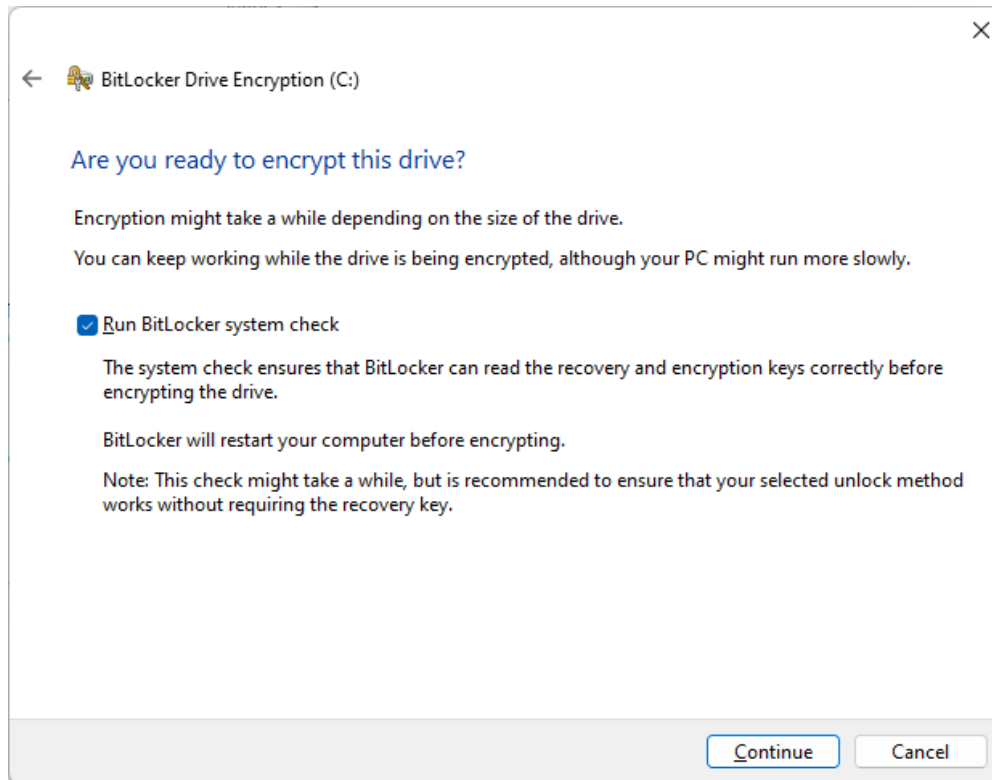 BitLocker Drive Encryption (C:)
Are you ready to encrypt this drive?
Encryption might take a while depending on the size of the drive.
You can keep working while the drive is being encrypted, although your PC might run more slowly.
Run BitLocker system check
The system check ensures that BitLocker can read the recovery and encryption keys correctly before
encrypting the drive.
BitLocker will restart your computer before encrypting.
Note: This check might take a while, but is recommended to ensure that your selected unlock method
works without requiring the recovery key.
Continue Cancel